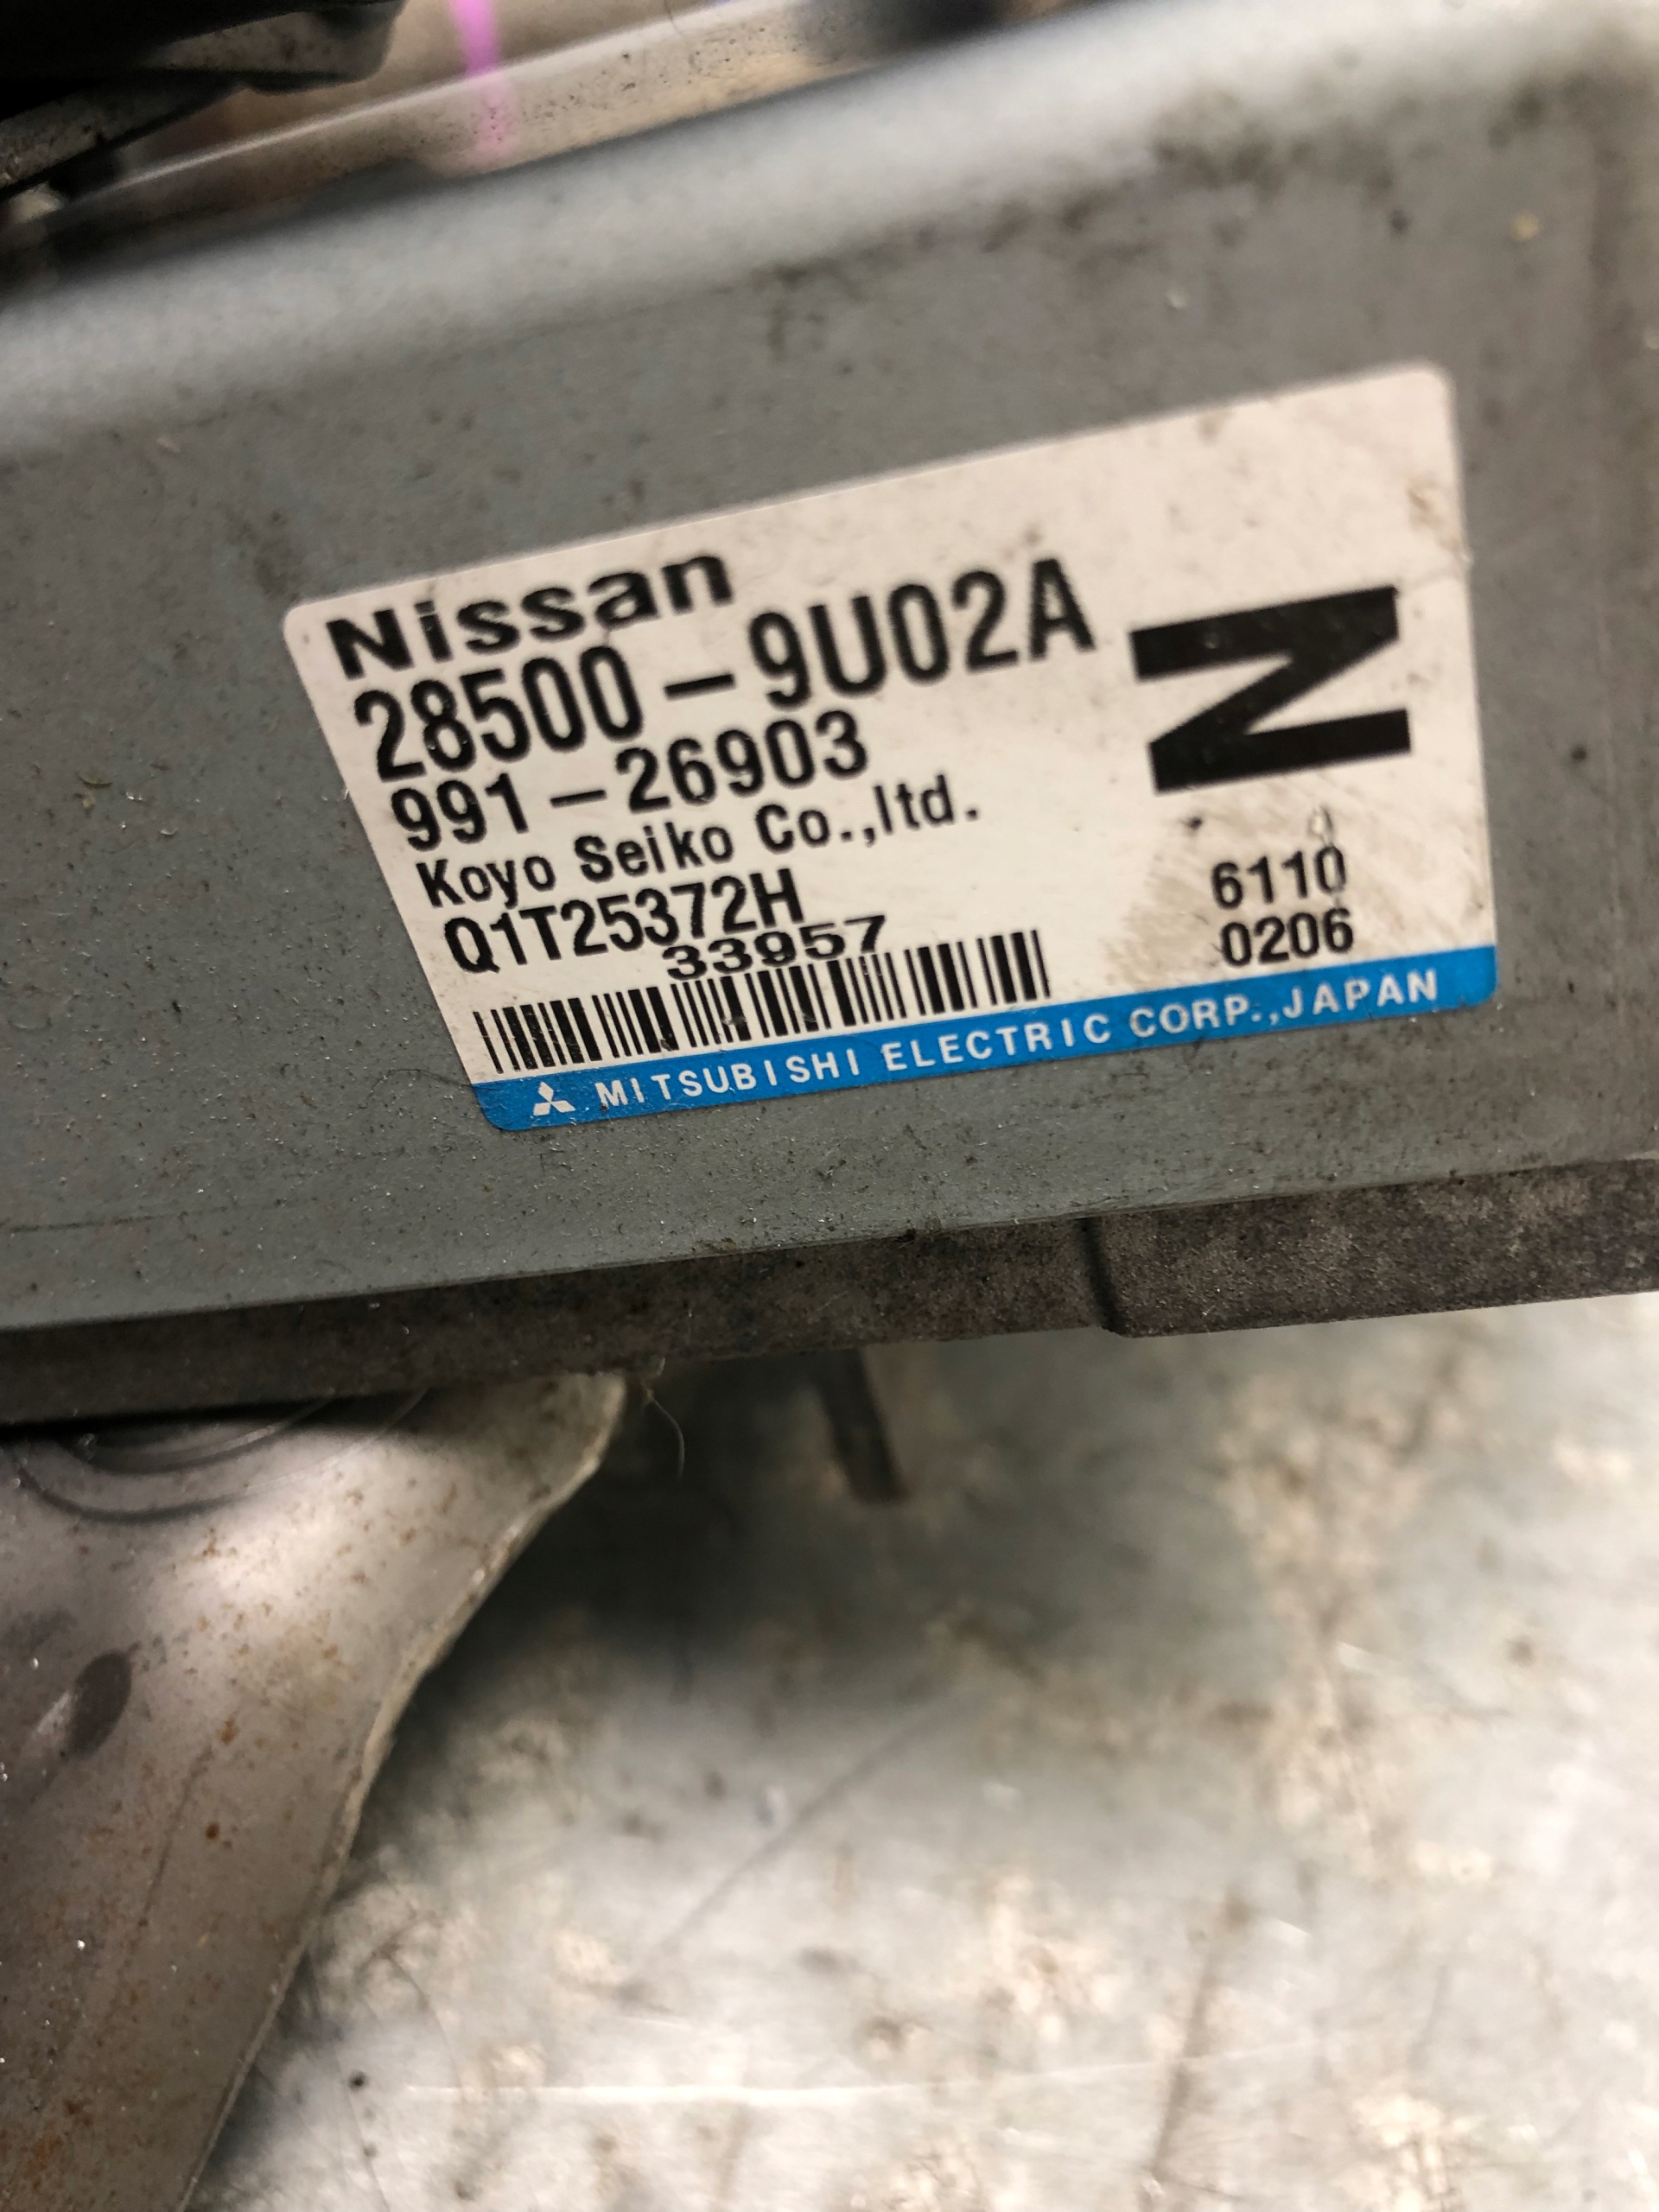 Nissan
28500-9U02A
991-26903
Koyo Seiko Co.,ltd.
Q1T25372H
33957
N
6110
0206
MITSUBISHI ELECTRIC CORP.,JAPAN